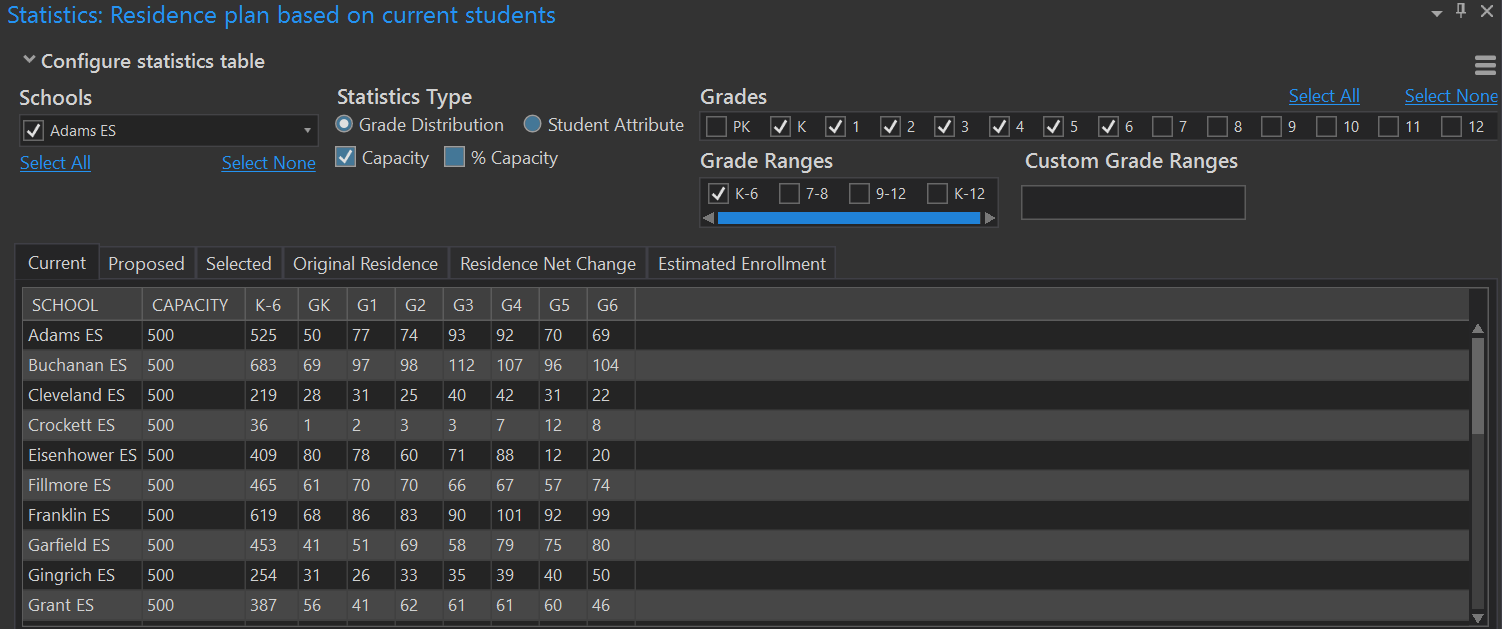 Statistics: Residence plan based on current students
Configure statistics table
Schools
Adams ES
Select All Select None
Statistics Type
Grade Distribution Student Attribute
Capacity % Capacity
Grades Select All Select None
PK K 1 2 3 4 5 6 7 8 9 10 11 12
Grade Ranges
K-6 7-8 9-12 K-12
Custom Grade Ranges
Current Proposed Selected Original Residence Residence Net Change Estimated Enrollment
SCHOOL CAPACITY K-6 GK G1 G2 G3 G4 G5 G6
Adams ES 500 525 50 77 74 93 92 70 69
Buchanan ES 500 683 69 97 98 112 107 96 104
Cleveland ES 500 219 28 31 25 40 42 31 22
Crockett ES 500 36 1 2 3 3 7 12 8
Eisenhower ES 500 409 80 78 60 71 88 12 20
Fillmore ES 500 465 61 70 70 66 67 57 74
Franklin ES 500 619 68 86 83 90 101 92 99
Garfield ES 500 453 41 51 69 58 79 75 80
Gingrich ES 500 254 31 26 33 35 39 40 50
Grant ES 500 387 56 41 62 61 61 60 46